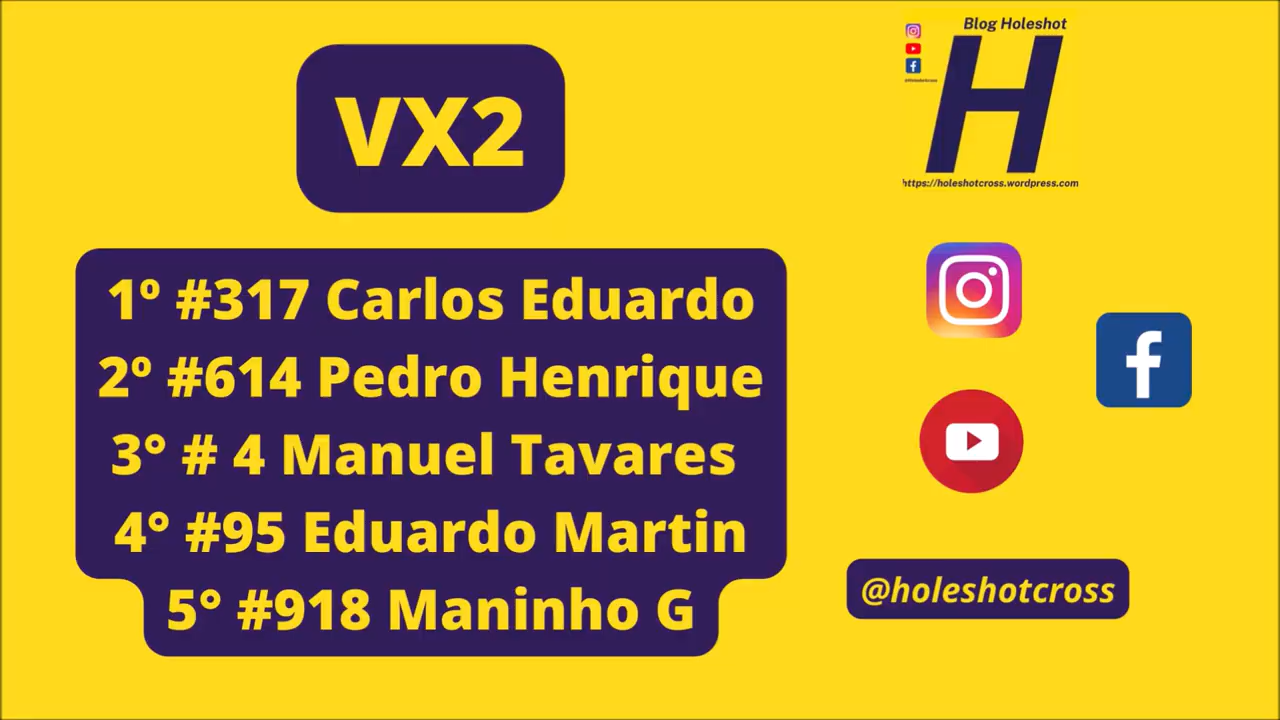 VX2
1º #317 Carlos Eduardo
2º #614 Pedro Henrique
3° # 4 Manuel Tavares
4° #95 Eduardo Martin
5° #918 Maninho G
Blog Holeshot
H
https://holeshotcross.wordpress.com
@holeshotcross